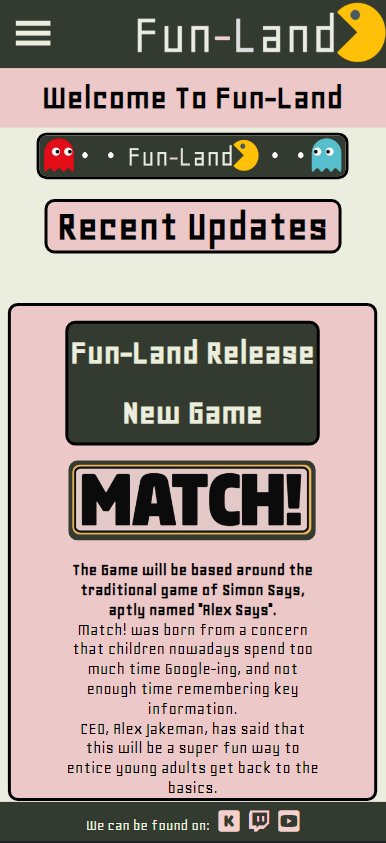 Fun-Land
Welcome To Fun-Land
Fun-Land
Recent Updates
Fun-Land Release
New Game
MATCH!
The Game will be based around the
traditional game of Simon Says,
aptly named "Alex Says".
Match! was born from a concern
that children nowadays spend too
much time Google-ing, and not
enough time remembering key
information.
CEO, Alex Jakeman, has said that
this will be a super fun way to
entice young adults get back to the
basics.
We can be found on: K